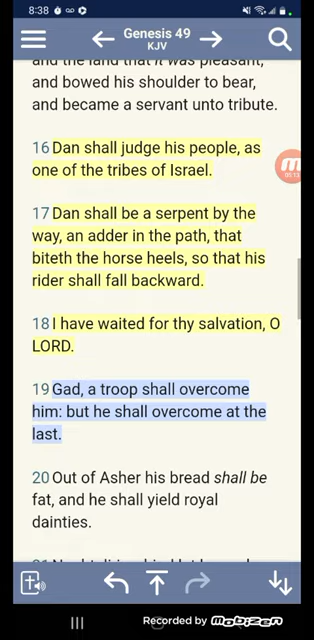 8:38
Genesis 49
KJV
and the land that it was pleasant,
and bowed his shoulder to bear,
and became a servant unto tribute.
16 Dan shall judge his people, as
one of the tribes of Israel.
17 Dan shall be a serpent by the
way, an adder in the path, that
biteth the horse heels, so that his
rider shall fall backward.
18 I have waited for thy salvation, O
LORD.
19 Gad, a troop shall overcome
him: but he shall overcome at the
last.
20 Out of Asher his bread shall be
fat, and he shall yield royal
dainties.
Recorded by mobizen